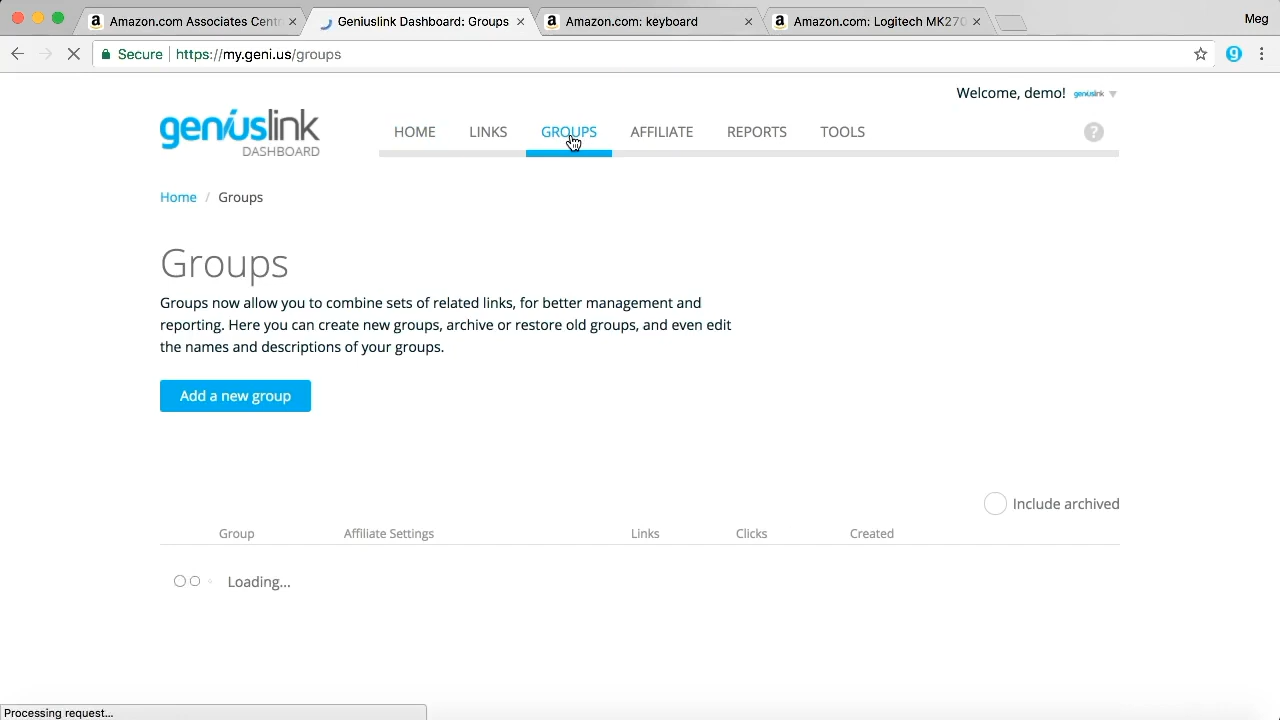 Amazon.com Associates Cent
Geniuslink Dashboard: Groups
Amazon.com: keyboard
Amazon.com: Logitech MK270
Meg
Secure https://my.geni.us/groups
Welcome, demo! geniuslink
geniuslink
DASHBOARD
HOME LINKS GROUPS AFFILIATE REPORTS TOOLS ?
Home / Groups
Groups
Groups now allow you to combine sets of related links, for better management and
reporting. Here you can create new groups, archive or restore old groups, and even edit
the names and descriptions of your groups.
Add a new group
Include archived
Group Affiliate Settings Links Clicks Created
Loading...
Processing request...